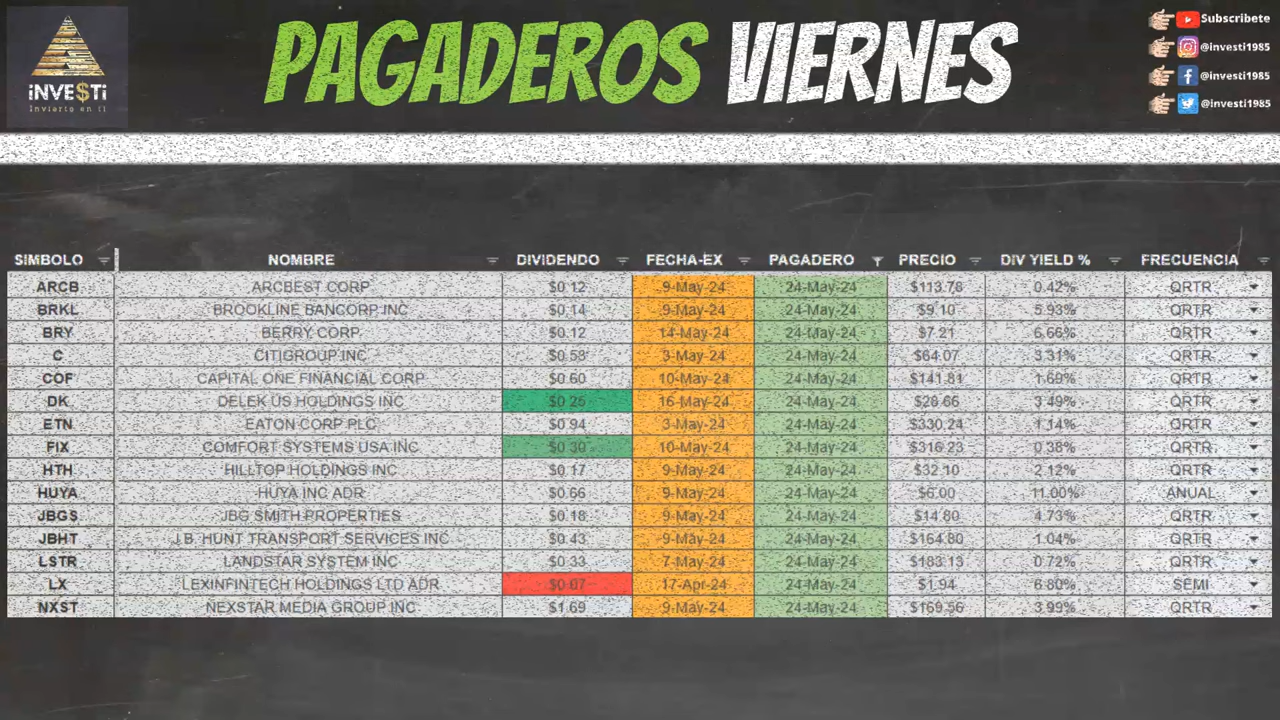 iNVE$Ti
Invierte en ti
PAGADEROS VIERNES
Subscribete
@investi1985
@investi1985
@investi1985
SIMBOLO NOMBRE DIVIDENDO FECHA-EX PAGADERO PRECIO DIV YIELD % FRECUENCIA
ARCB ARCBEST CORP $0.12 9-May-24 24-May-24 $113.78 0.42% QRTR
BRKL BROOKLINE BANCORP INC $0.14 9-May-24 24-May-24 $9.10 5.93% QRTR
BRY BERRY CORP $0.12 14-May-24 24-May-24 $7.21 6.66% QRTR
C CITIGROUP INC $0.53 3-May-24 24-May-24 $64.07 3.31% QRTR
COF CAPITAL ONE FINANCIAL CORP $0.60 10-May-24 24-May-24 $141.81 1.69% QRTR
DK DELEK US HOLDINGS INC $0.25 16-May-24 24-May-24 $28.66 3.49% QRTR
ETN EATON CORP PLC $0.94 3-May-24 24-May-24 $330.24 1.14% QRTR
FIX COMFORT SYSTEMS USA INC $0.30 10-May-24 24-May-24 $316.23 0.38% QRTR
HTH HILLTOP HOLDINGS INC $0.17 9-May-24 24-May-24 $32.10 2.12% QRTR
HUYA HUYA INC ADR $0.66 9-May-24 24-May-24 $6.00 11.00% ANUAL
JBGS JBG SMITH PROPERTIES $0.18 9-May-24 24-May-24 $14.80 4.73% QRTR
JBHT J.B. HUNT TRANSPORT SERVICES INC $0.43 9-May-24 24-May-24 $164.80 1.04% QRTR
LSTR LANDSTAR SYSTEM INC $0.33 7-May-24 24-May-24 $183.13 0.72% QRTR
LX LEXINFINTECH HOLDINGS LTD ADR $0.07 17-Apr-24 24-May-24 $1.94 6.80% SEMI
NXST NEXSTAR MEDIA GROUP INC $1.69 9-May-24 24-May-24 $169.56 3.99% QRTR